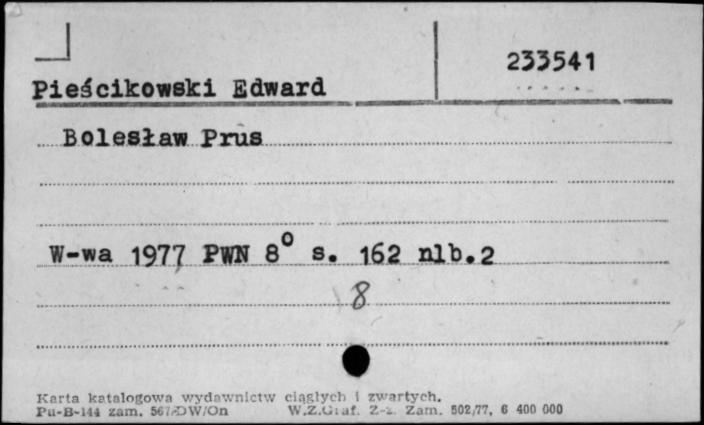 233541
Pieścikowski Edward
Bolesław Prus
W-wa 1977 PWN 8° s. 162 nlb.2
8
Karta katalogowa wydawnictw ciągłych i zwartych.
Pu-B-144 zam. 567/DW/On W.Z.Graf. Z-z. Zam. 502/77, 6 400 000